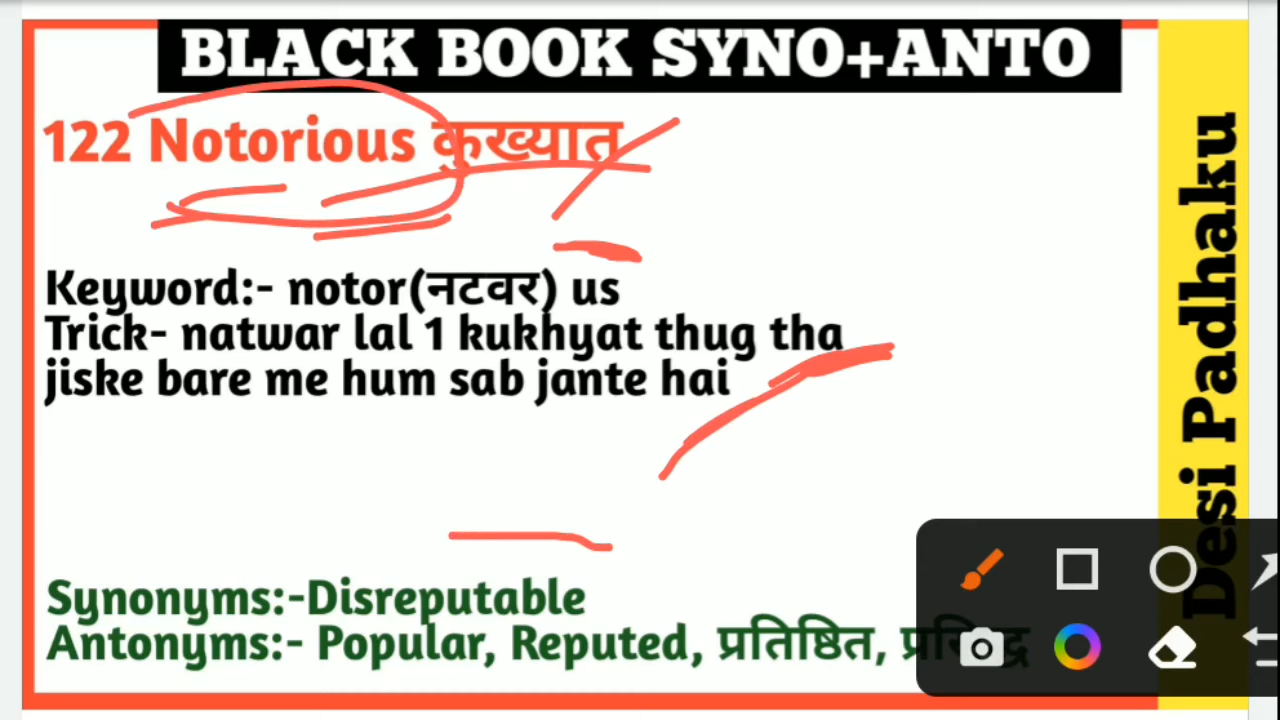 BLACK BOOK SYNO+ANTO
122 Notorious कुख्यात
Keyword:- notor(नटवर) us
Trick- natwar lal 1 kukhyat thug tha
jiske bare me hum sab jante hai
Synonyms:-Disreputable
Antonyms:- Popular, Reputed, प्रतिष्ठित, प्रसिद्ध
Desi Padhaku